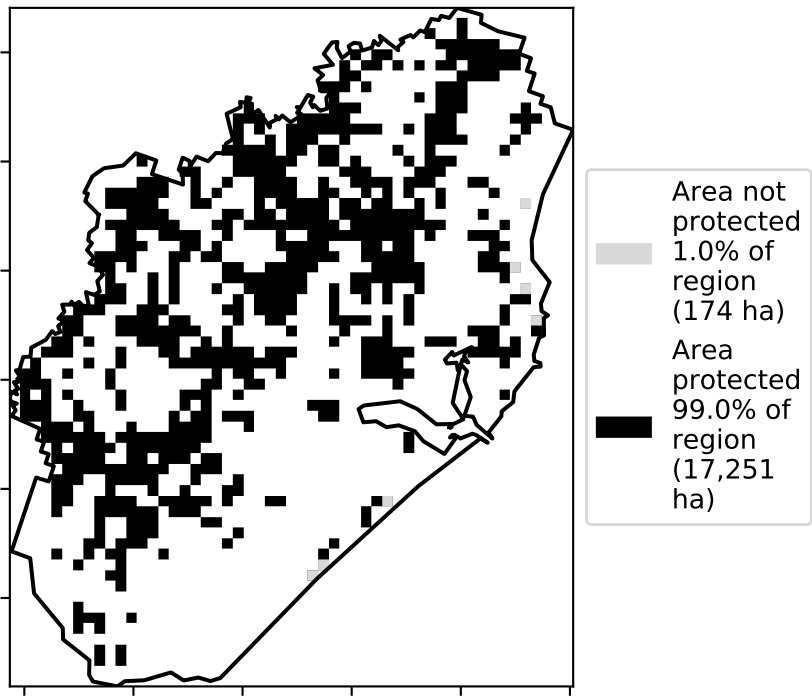 Area not
protected
1.0% of
region
(174 ha)
Area
protected
99.0% of
region
(17,251
ha)